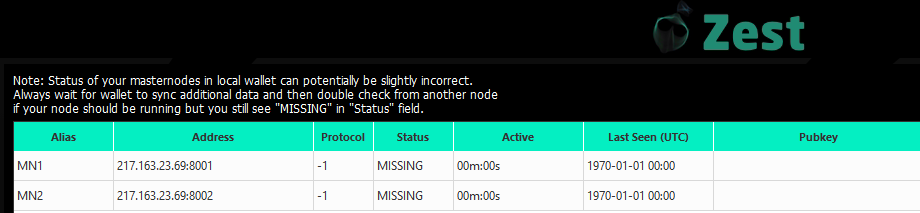 Zest
Note: Status of your masternodes in local wallet can potentially be slightly incorrect.
Always wait for wallet to sync additional data and then double check from another node
if your node should be running but you still see "MISSING" in "Status" field.
Alias Address Protocol Status Active Last Seen (UTC) Pubkey
MN1 217.163.23.69:8001 -1 MISSING 00m:00s 1970-01-01 00:00
MN2 217.163.23.69:8002 -1 MISSING 00m:00s 1970-01-01 00:00